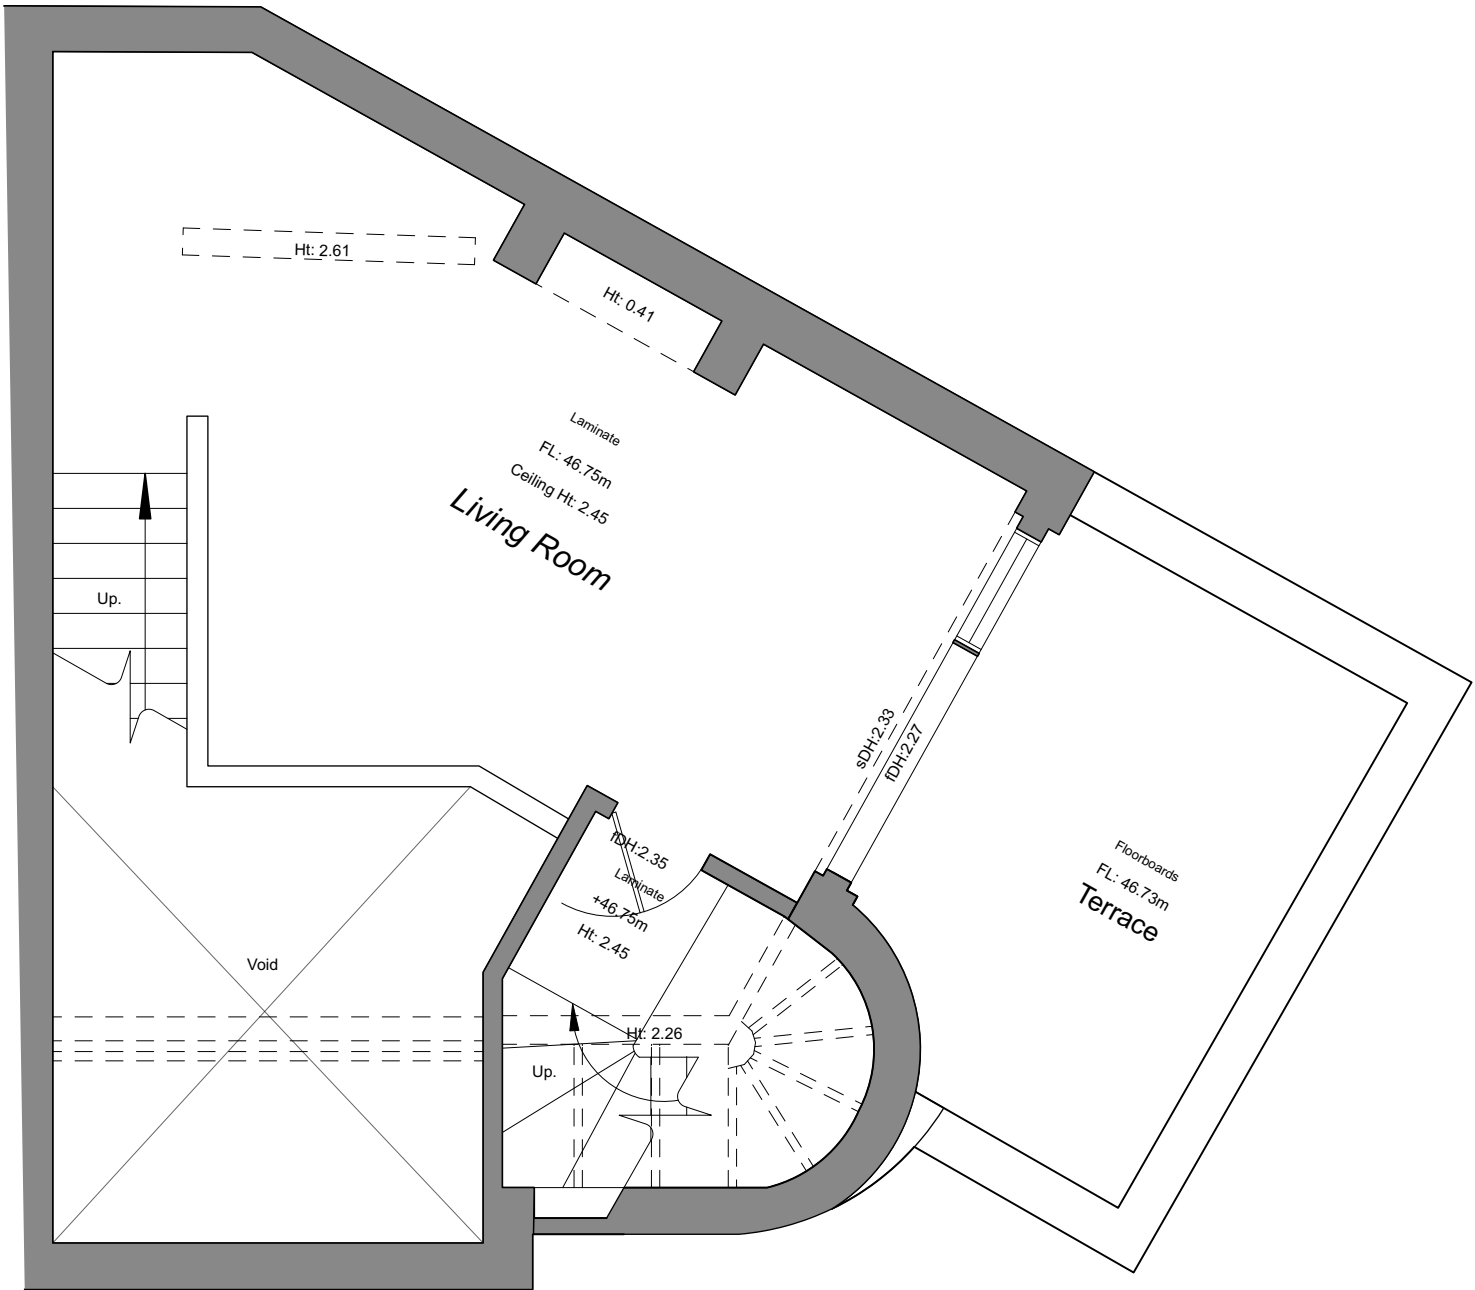 Ht: 2.61
Ht: 0.41
Laminate
FL: 46.75m
Ceiling Ht: 2.45
Living Room
Up.
sDH:2.33
fDH:2.27
fDH:2.35
Laminate
+46.75m
Ht: 2.45
Floorboards
FL: 46.73m
Terrace
Void
Ht: 2.26
Up.